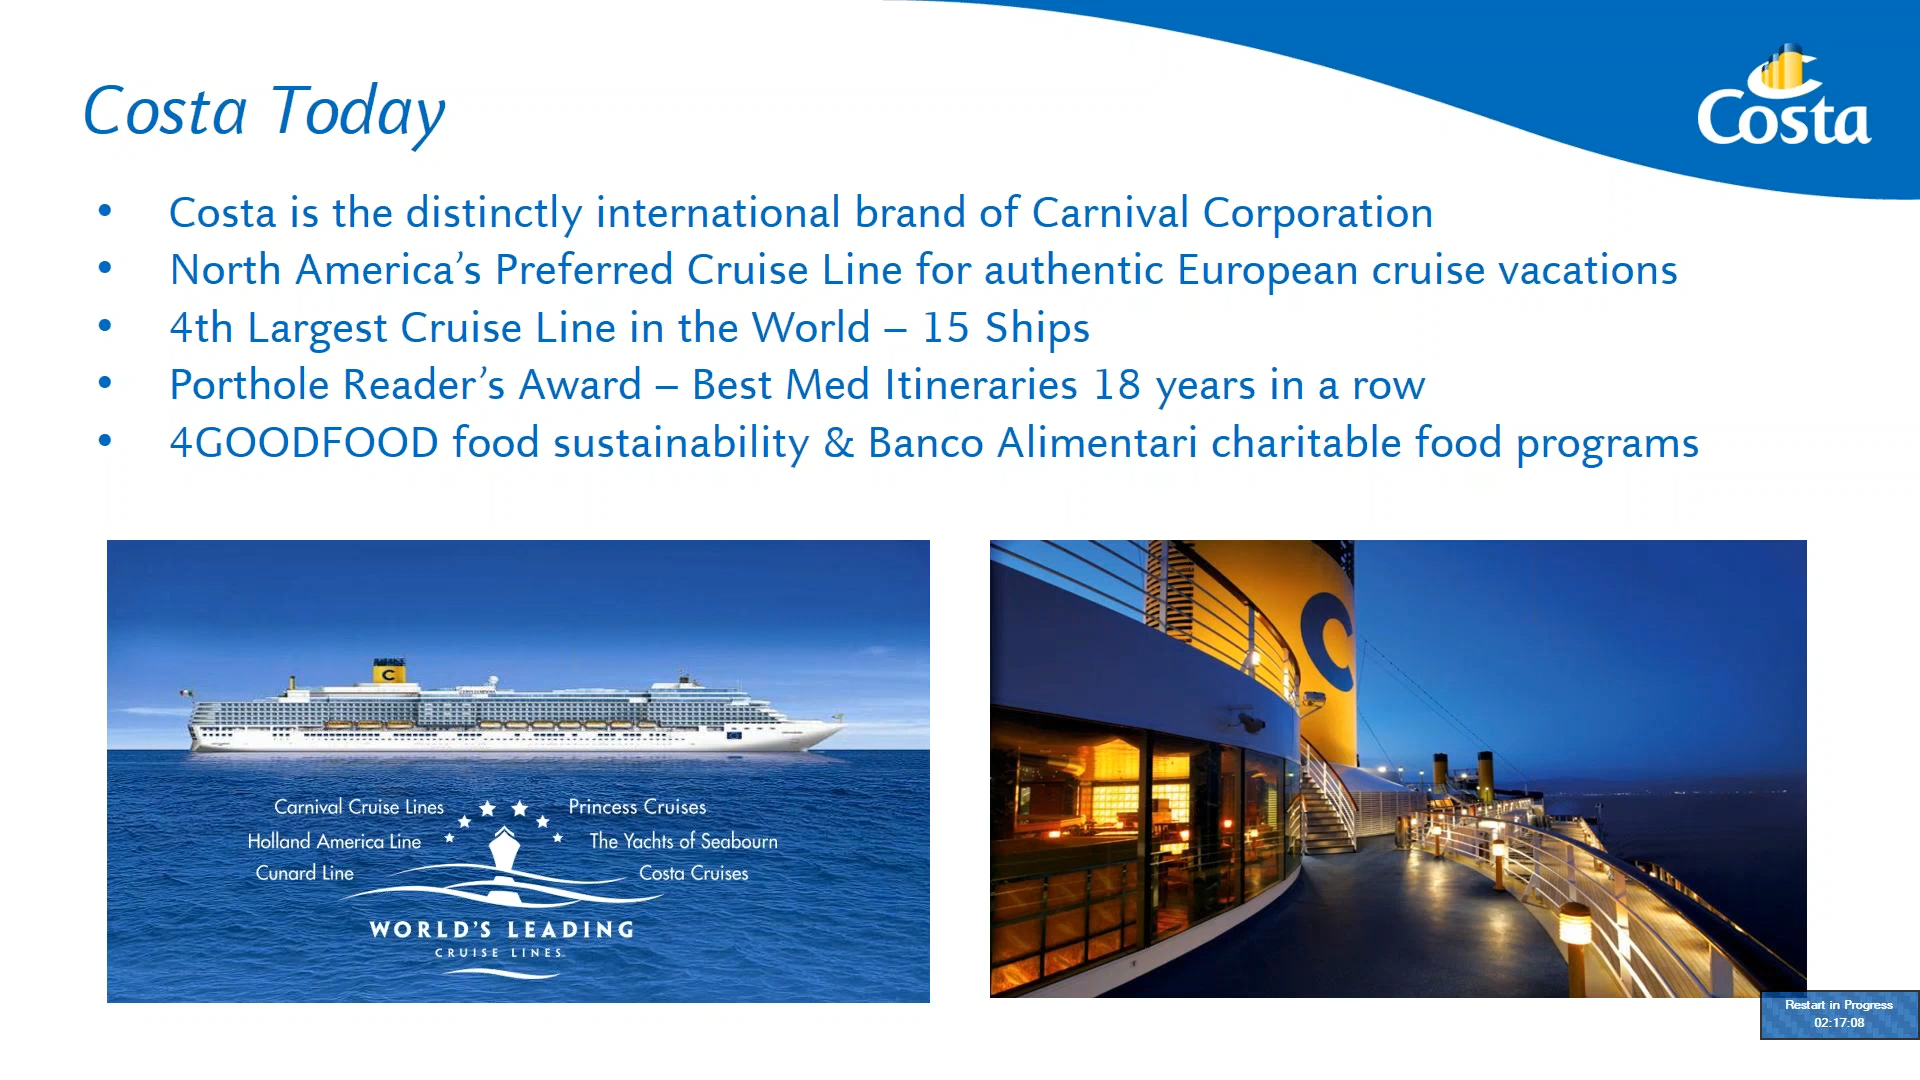 Costa Today
Costa
• Costa is the distinctly international brand of Carnival Corporation
• North America’s Preferred Cruise Line for authentic European cruise vacations
• 4th Largest Cruise Line in the World – 15 Ships
• Porthole Reader’s Award – Best Med Itineraries 18 years in a row
• 4GOODFOOD food sustainability & Banco Alimentari charitable food programs
C
C
Carnival Cruise Lines
Princess Cruises
Holland America Line
The Yachts of Seabourn
Cunard Line
Costa Cruises
WORLD’S LEADING
CRUISE LINES
Restart in Progress
02:17:08